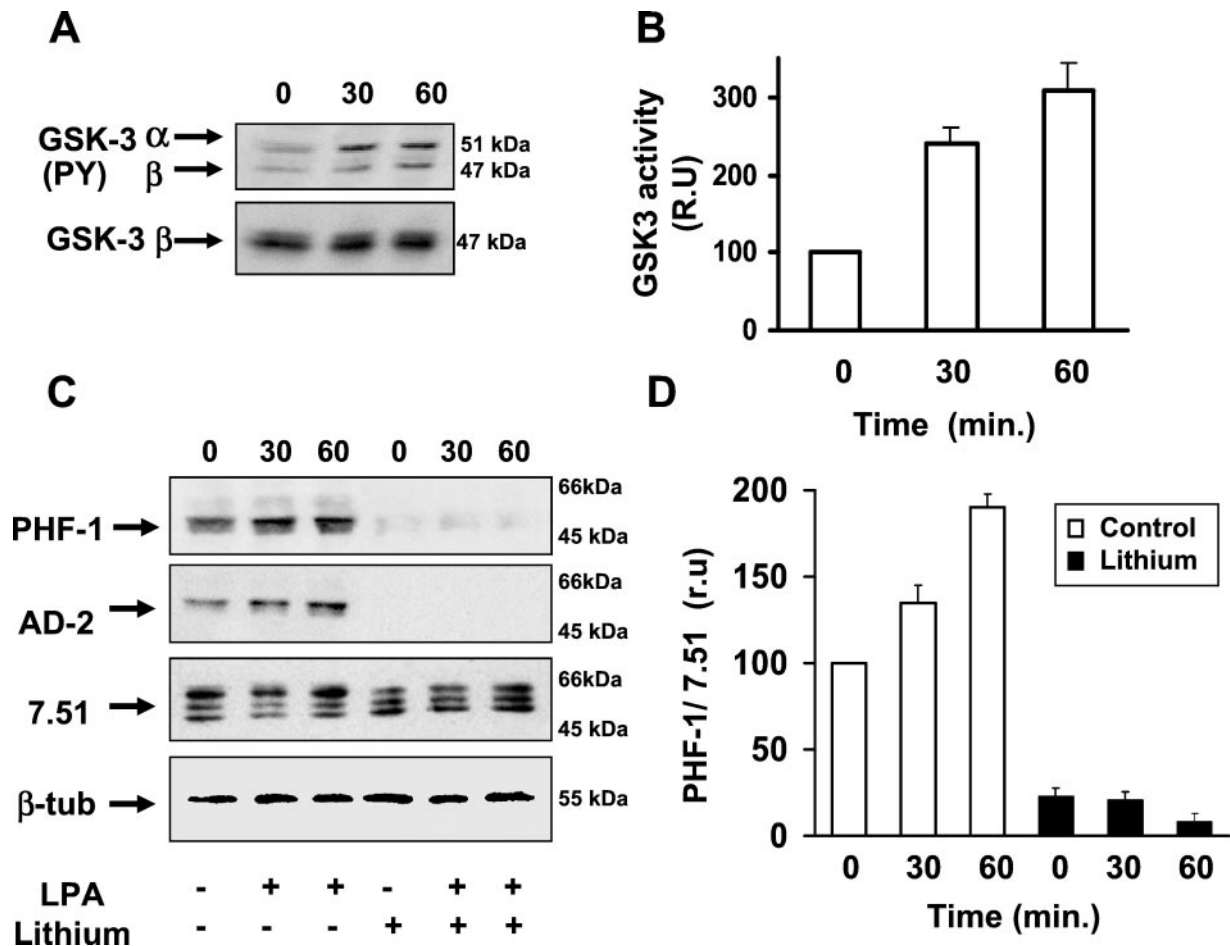 A
0 30 60
GSK-3 α 51 kDa
(PY) β 47 kDa
GSK-3 β 47 kDa
B
GSK3 activity
(R.U)
300
200
100
0
0 30 60
Time (min.)
C
0 30 60 0 30 60
66kDa
PHF-1
45 kDa
66kDa
AD-2
45 kDa
66kDa
7.51
45 kDa
β-tub 55 kDa
LPA - + + - + +
Lithium - - - + + +
D
PHF-1/ 7.51 (r.u)
200
150
100
50
0
Control
Lithium
0 30 60 0 30 60
Time (min.)